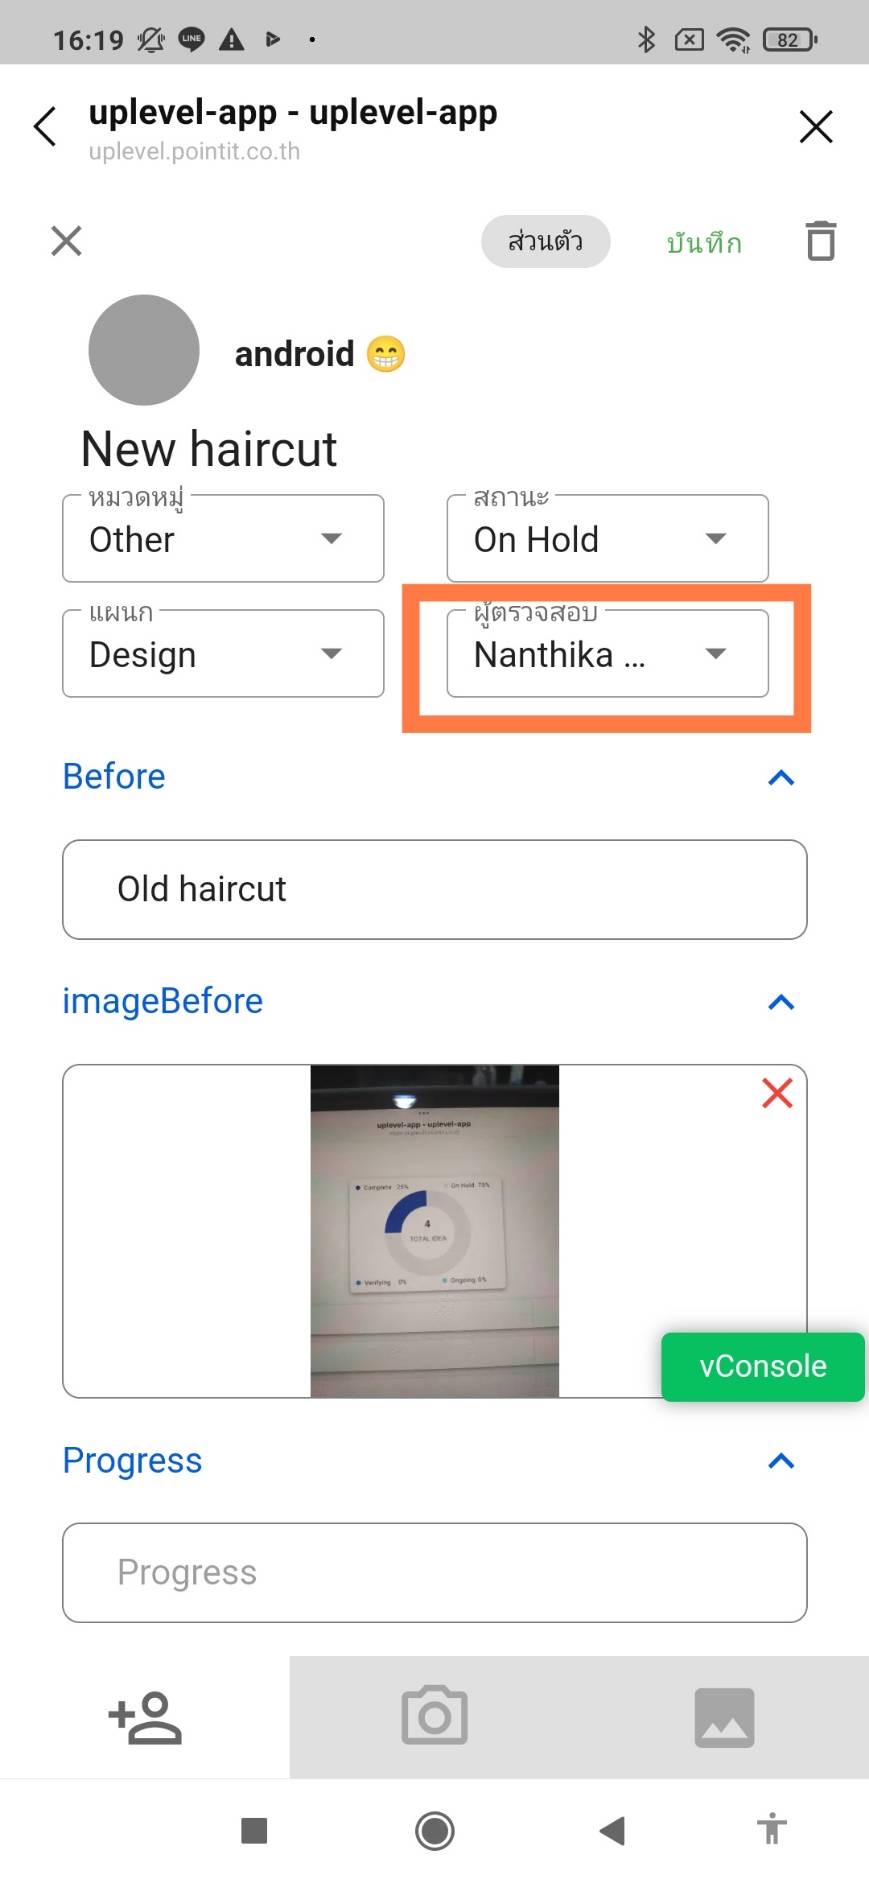 16:19
LINE
82
uplevel-app - uplevel-app
uplevel.pointit.co.th
ส่วนตัว
บันทึก
android 😁
New haircut
หมวดหมู่
สถานะ
Other
On Hold
แผนก
ผู้ตรวจสอบ
Design
Nanthika ...
Before
Old haircut
imageBefore
uplevel-app - uplevel-app
Complete 25%
On Hold 75%
4
TOTAL IDEA
Verifying 0%
Ongoing 0%
vConsole
Progress
Progress